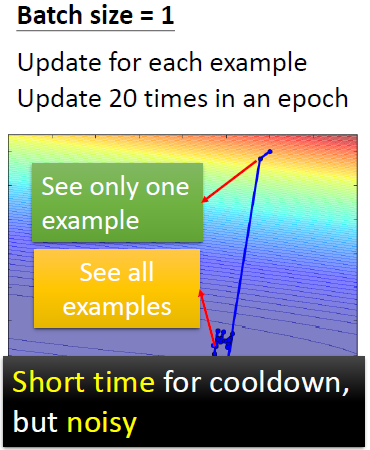 Batch size = 1
Update for each example
Update 20 times in an epoch
See only one
example
See all
examples
Short time for cooldown,
but noisy